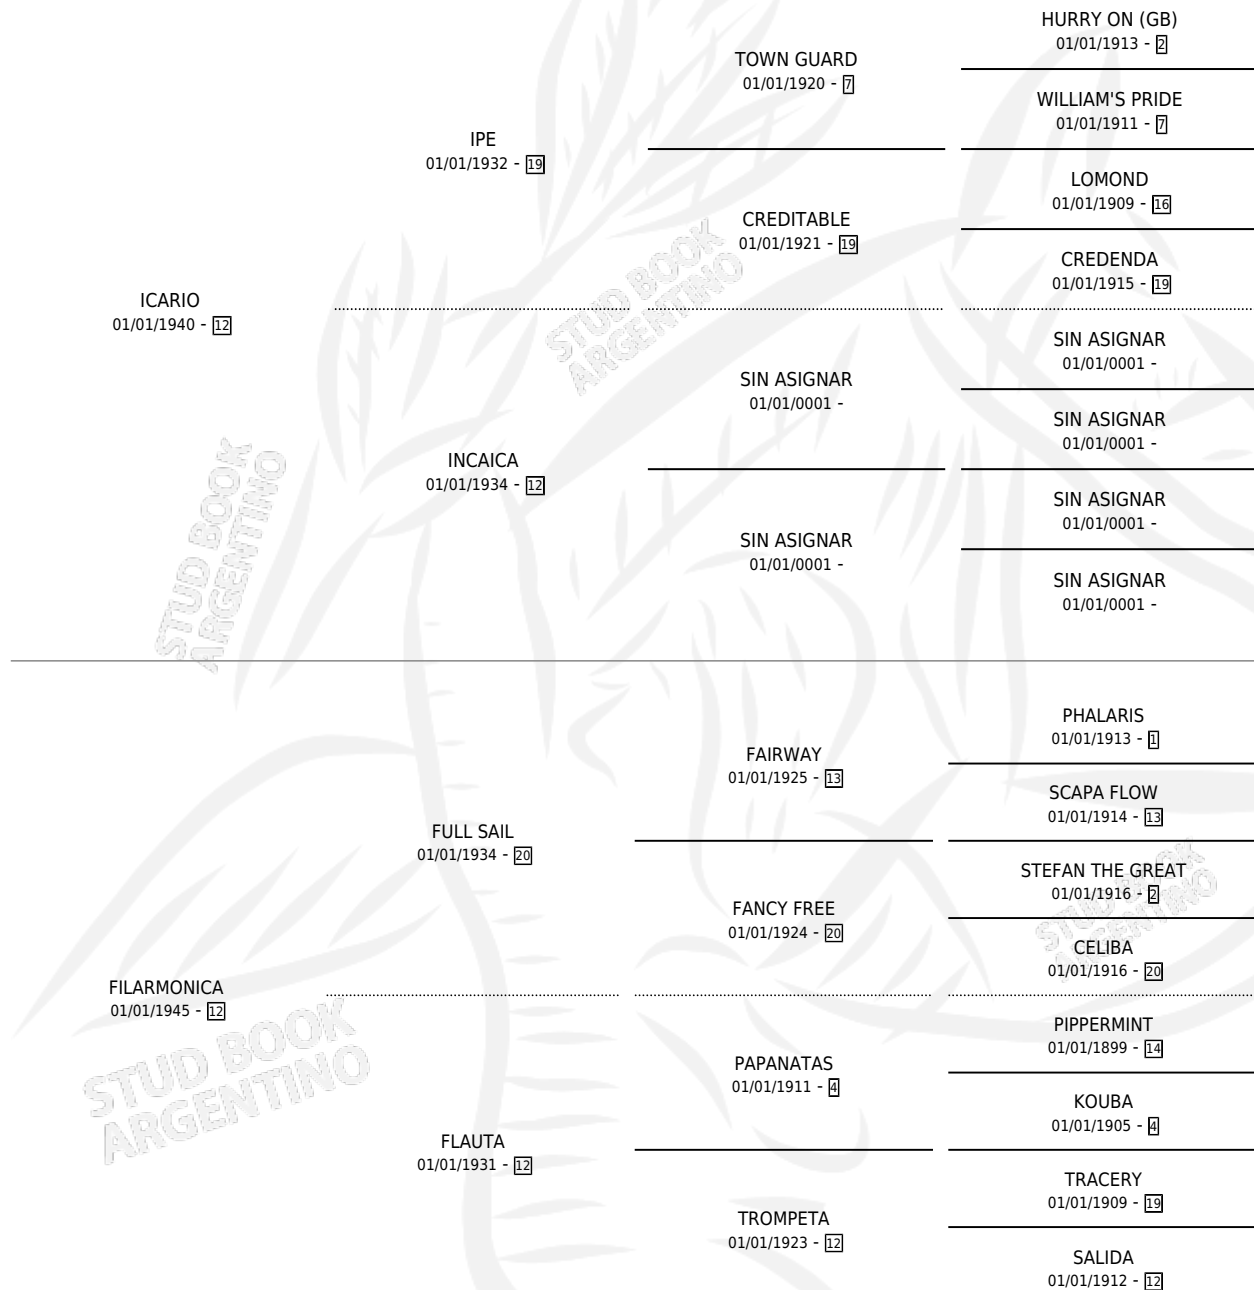 HURRY ON (GB)
01/01/1913 - 2
TOWN GUARD
01/01/1920 - 7
WILLIAM'S PRIDE
01/01/1911 - 7
IPE
01/01/1932 - 19
LOMOND
01/01/1909 - 16
CREDITABLE
01/01/1921 - 19
CREDENDA
01/01/1915 - 19
ICARIO
01/01/1940 - 12
SIN ASIGNAR
01/01/0001 -
SIN ASIGNAR
01/01/0001 -
SIN ASIGNAR
01/01/0001 -
INCAICA
01/01/1934 - 12
SIN ASIGNAR
01/01/0001 -
SIN ASIGNAR
01/01/0001 -
SIN ASIGNAR
01/01/0001 -
STUD BOOK
ARGENTINO
STUD BOOK
ARGENTINO
PHALARIS
01/01/1913 - 1
FAIRWAY
01/01/1925 - 13
SCAPA FLOW
01/01/1914 - 13
FULL SAIL
01/01/1934 - 20
STEFAN THE GREAT
01/01/1916 - 2
FANCY FREE
01/01/1924 - 20
CELIBA
01/01/1916 - 20
FILARMONICA
01/01/1945 - 12
PIPPERMINT
01/01/1899 - 14
PAPANATAS
01/01/1911 - 4
KOUBA
01/01/1905 - 4
FLAUTA
01/01/1931 - 12
TRACERY
01/01/1909 - 19
TROMPETA
01/01/1923 - 12
SALIDA
01/01/1912 - 12
STUD BOOK
ARGENTINO
STUD BOOK
ARGENTINO